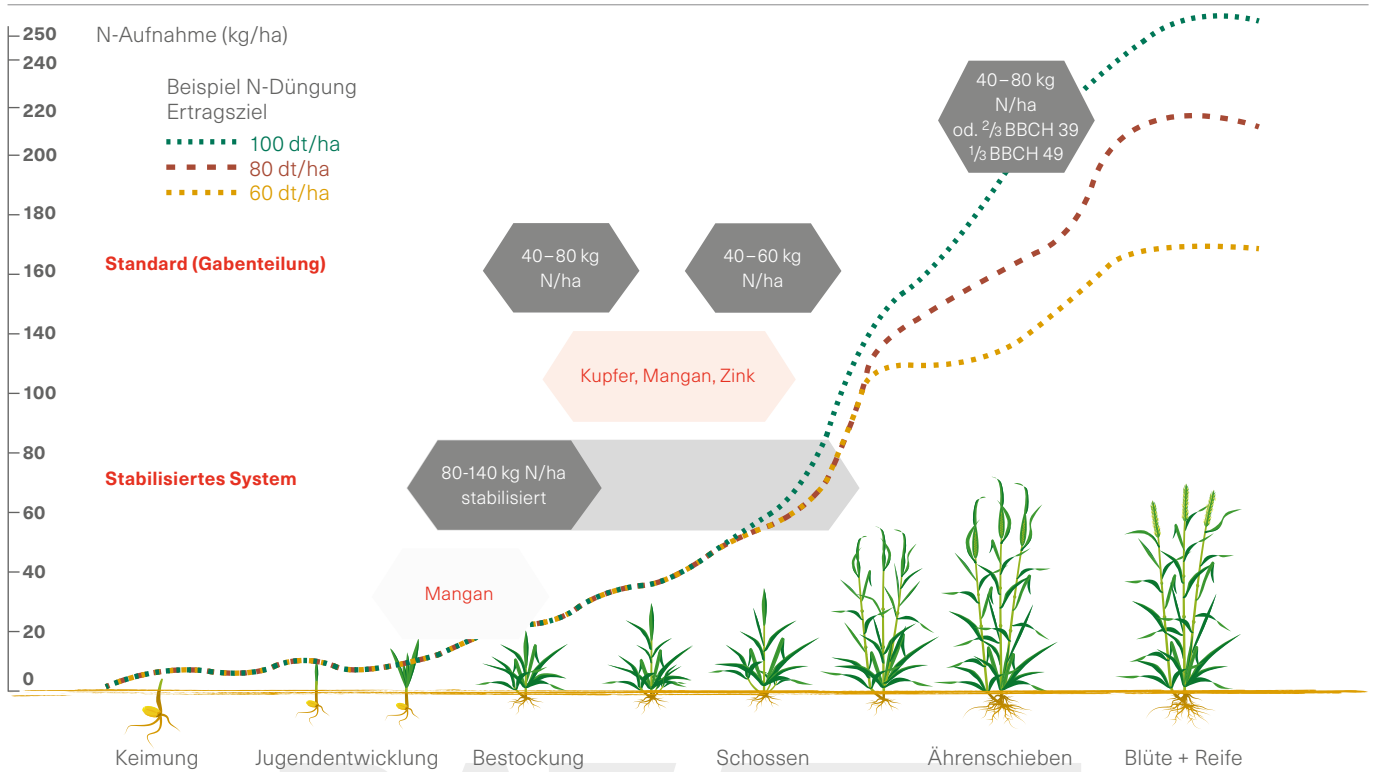 250
N-Aufnahme (kg/ha)
240
220
200
180
160
140
120
100
80
60
40
20
0
Beispiel N-Düngung
Ertragsziel
100 dt/ha
80 dt/ha
60 dt/ha
40–80 kg
N/ha
od. 2/3 BBCH 39
1/3 BBCH 49
Standard (Gabenteilung)
40–80 kg
N/ha
40–60 kg
N/ha
Kupfer, Mangan, Zink
Stabilisiertes System
80-140 kg N/ha
stabilisiert
Mangan
Keimung
Jugendentwicklung
Bestockung
Schossen
Ährenschieben
Blüte + Reife